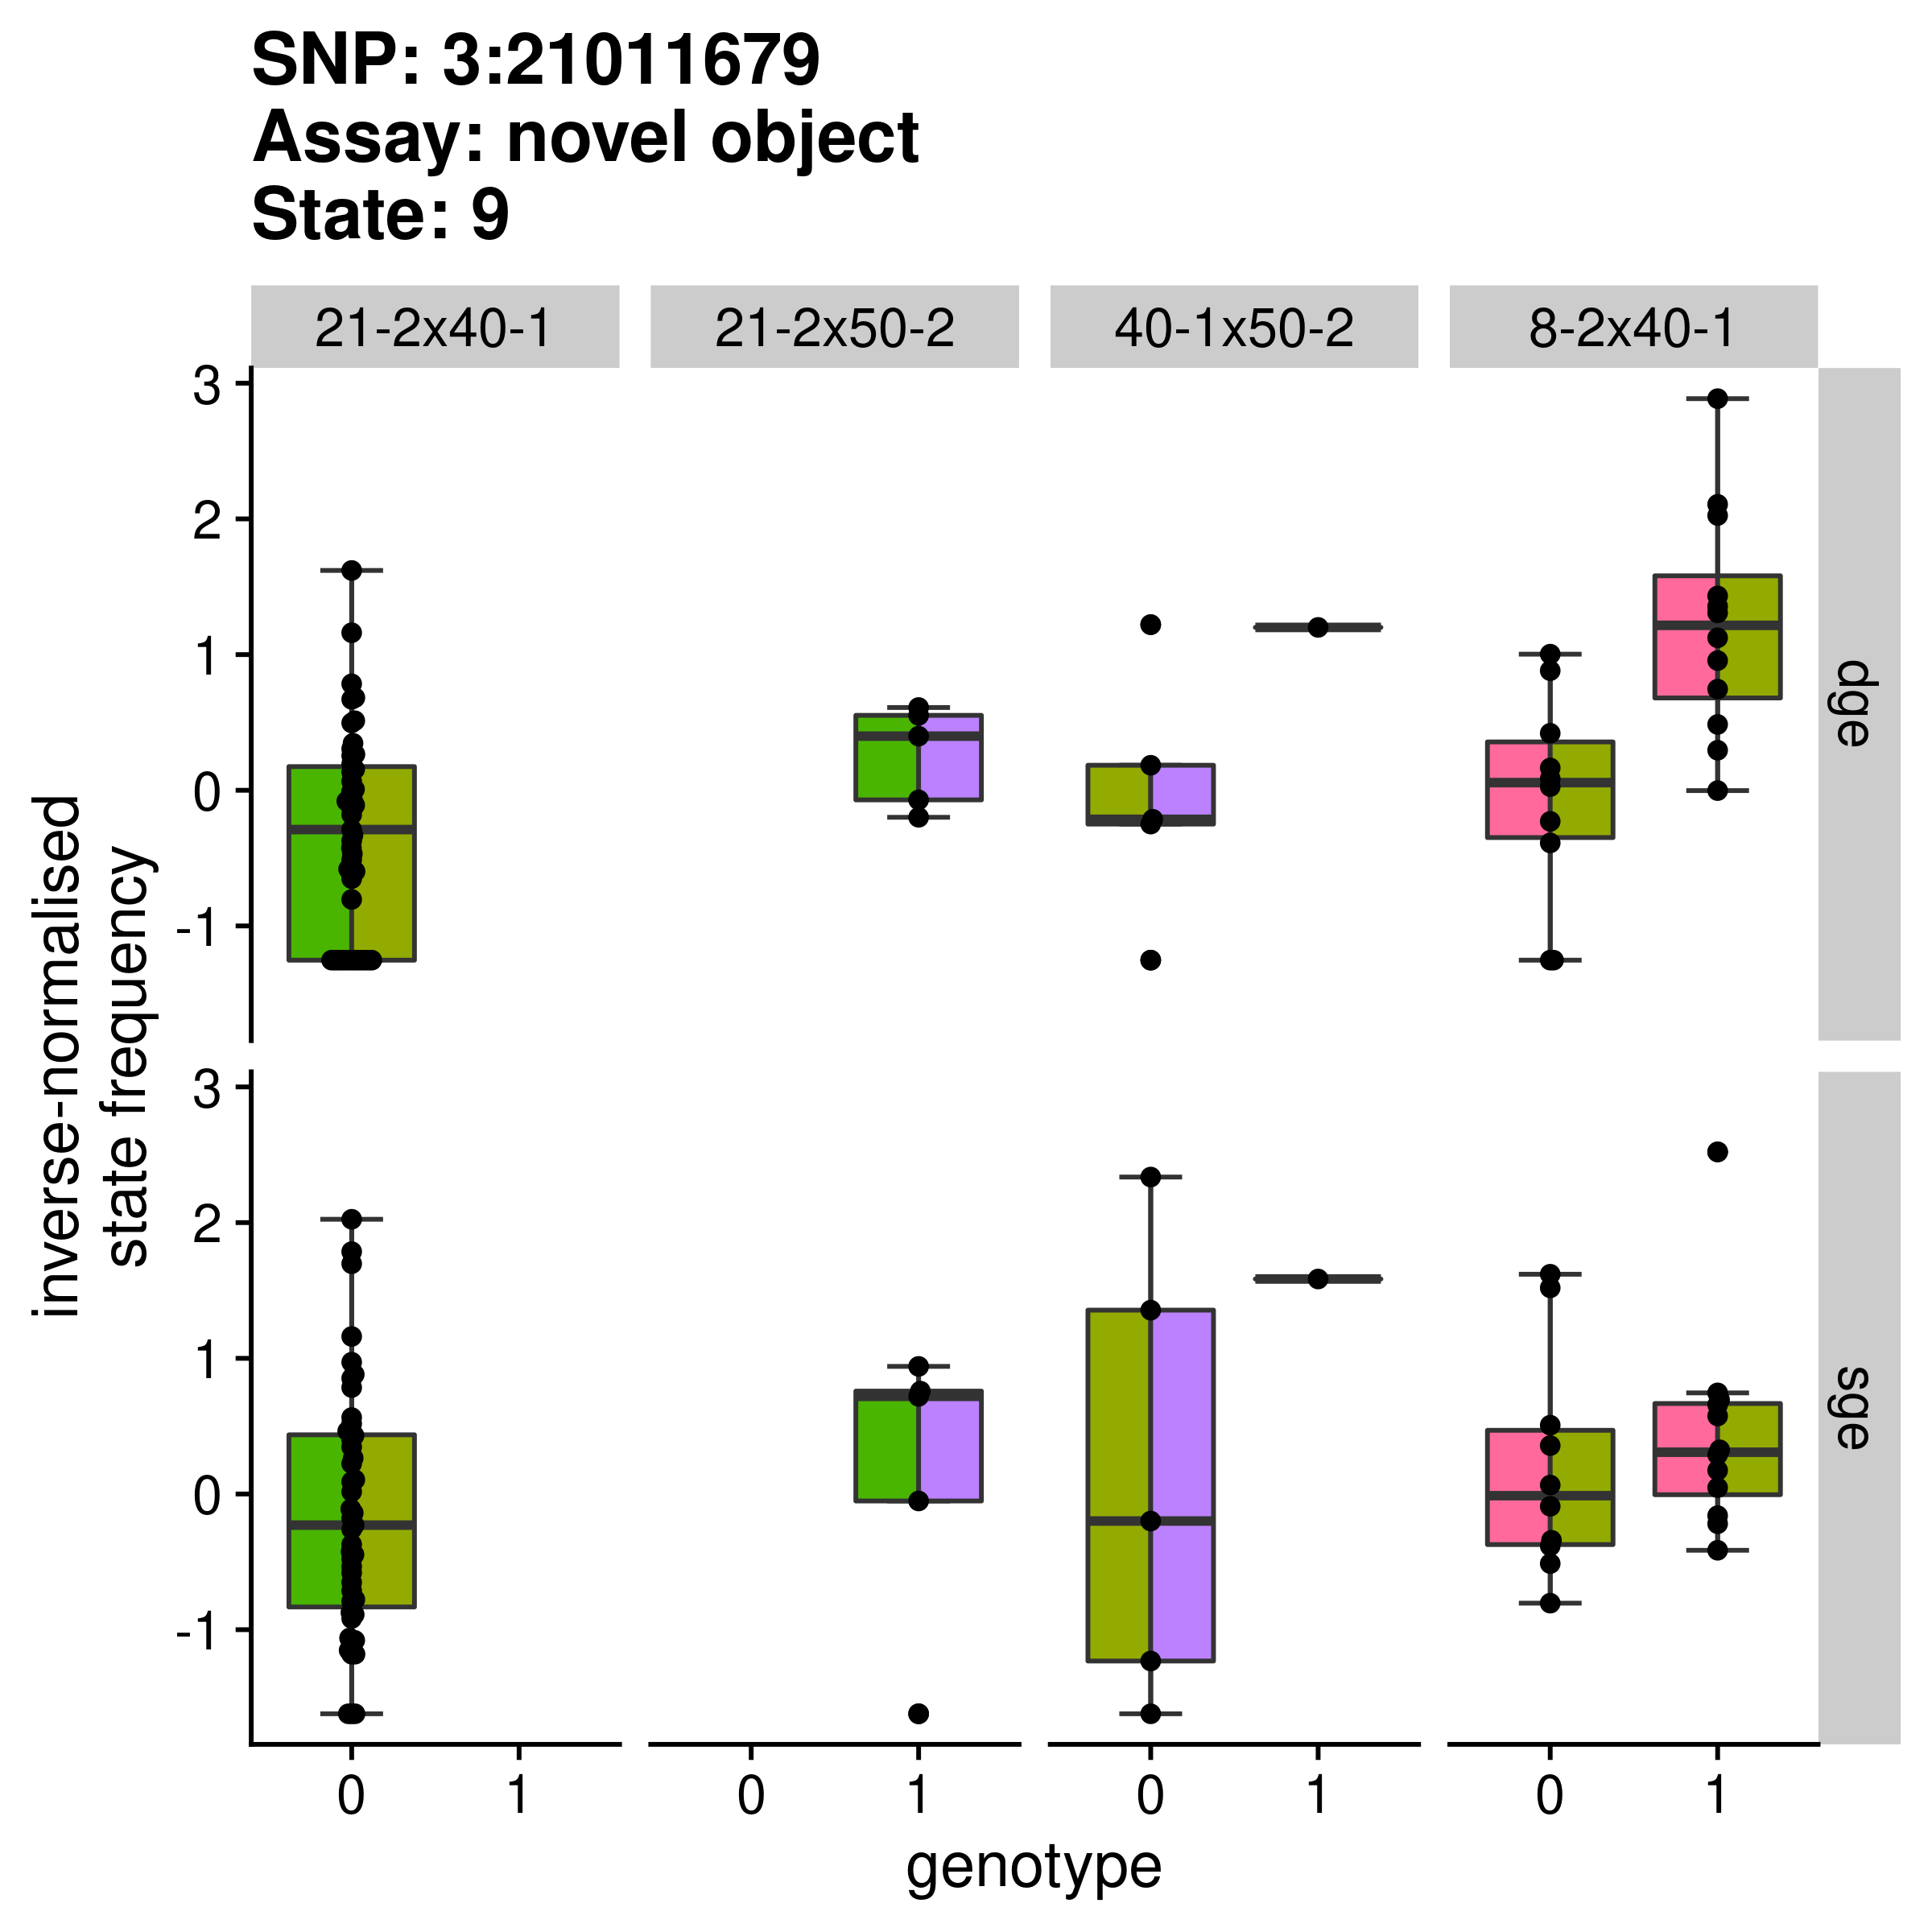 SNP: 3:21011679
Assay: novel object
State: 9
21-2x40-1 21-2x50-2 40-1x50-2 8-2x40-1
3
2
1
0
-1
dge
3
2
1
0
-1
sge
inverse-normalised
state frequency
0 1 0 1 0 1 0 1
genotype